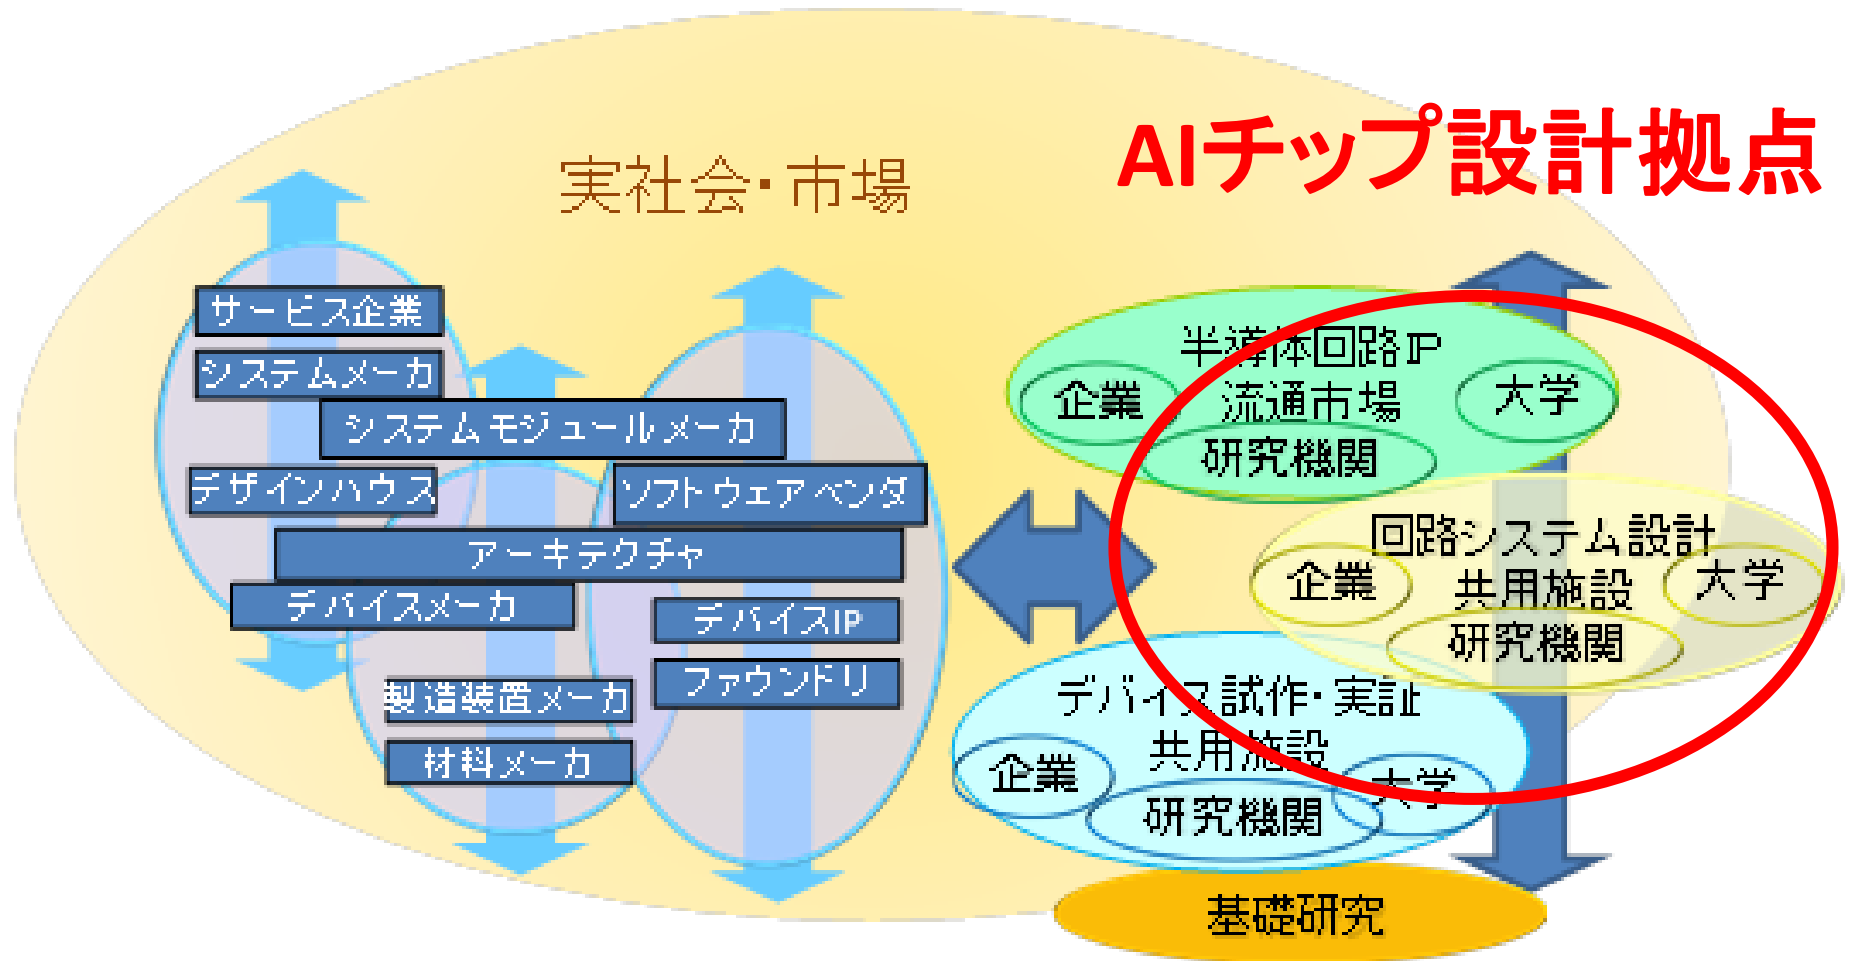 AIチップ設計拠点
実社会・市場
サービス企業
システムメーカ
システムモジュールメーカ
デザインハウス
ソフトウェアベンダ
アーキテクチャ
デバイスメーカ
デバイスIP
ファウンドリ
製造装置メーカ
材料メーカ
半導体回路IP
流通市場
企業
大学
研究機関
回路システム設計
共用施設
企業
大学
研究機関
デバイス試作・実証
共用施設
企業
大学
研究機関
基礎研究